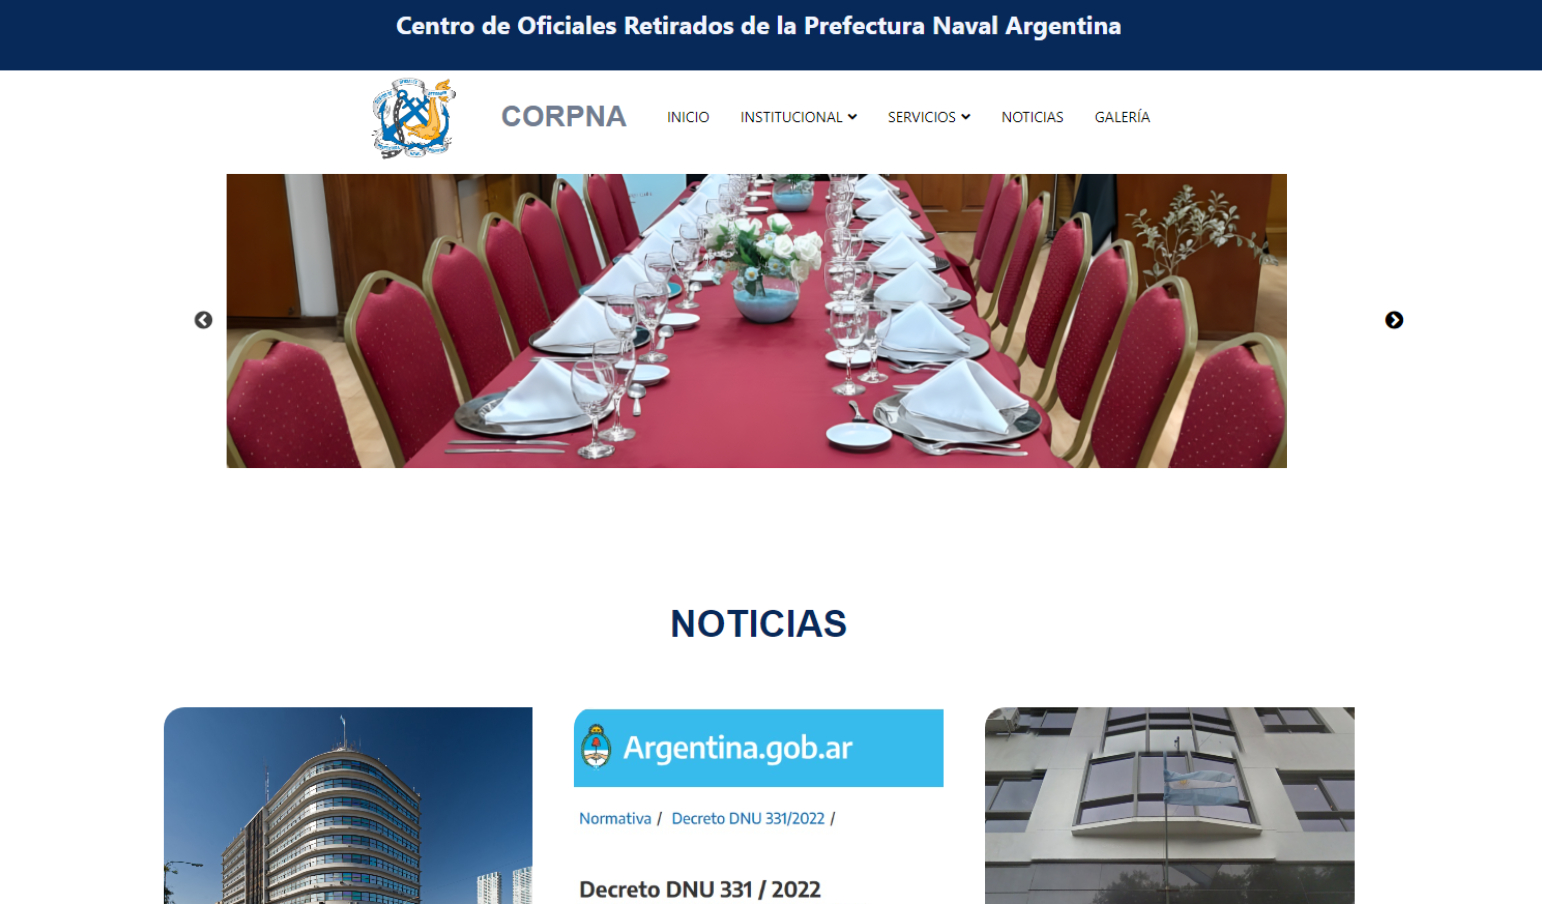 Centro de Oficiales Retirados de la Prefectura Naval Argentina
CORPNA
INICIO
INSTITUCIONAL
SERVICIOS
NOTICIAS
GALERÍA
NOTICIAS
Argentina.gob.ar
Normativa / Decreto DNU 331/2022 /
Decreto DNU 331 / 2022